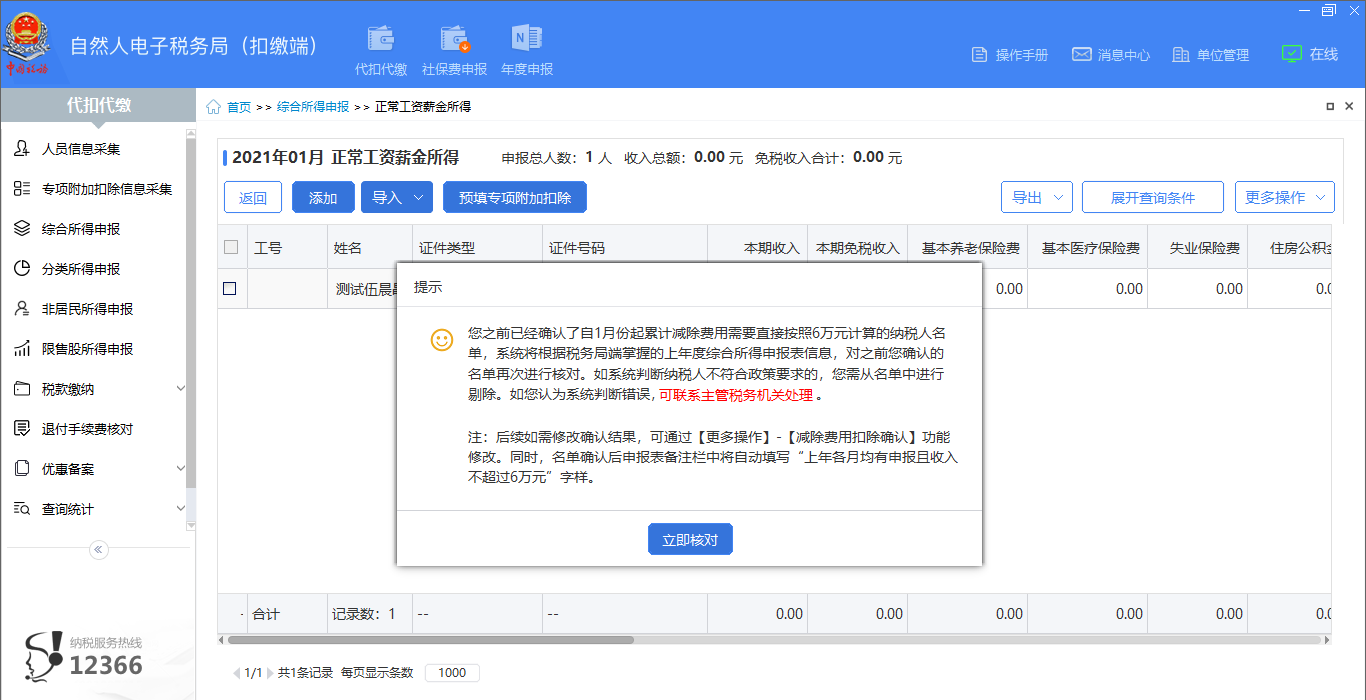 自然人电子税务局（扣缴端）
代扣代缴
社保费申报
年度申报
操作手册
消息中心
单位管理
在线
代扣代缴
首页 >> 综合所得申报 >> 正常工资薪金所得
人员信息采集
专项附加扣除信息采集
综合所得申报
分类所得申报
非居民所得申报
限售股所得申报
税款缴纳
退付手续费核对
优惠备案
查询统计
纳税服务热线
12366
2021年01月 正常工资薪金所得 申报总人数：1 人 收入总额：0.00 元 免税收入合计：0.00 元
返回 添加 导入 预填专项附加扣除 导出 展开查询条件 更多操作
工号 姓名 证件类型 证件号码 本期收入 本期免税收入 基本养老保险费 基本医疗保险费 失业保险费 住房公积
测试伍晨 0.00 0.00 0.00 0.0
提示
您之前已经确认了自1月份起累计减除费用需要直接按照6万元计算的纳税人名
单，系统将根据税务局端掌握的上年度综合所得申报表信息，对之前您确认的
名单再次进行核对。如系统判断纳税人不符合政策要求的，您需从名单中进行
剔除。如您认为系统判断错误,可联系主管税务机关处理 。
注：后续如需修改确认结果，可通过【更多操作】-【减除费用扣除确认】功能
修改。同时，名单确认后申报表备注栏中将自动填写“上年各月均有申报且收入
不超过6万元”字样。
立即核对
合计 记录数：1 -- -- 0.00 0.00 0.00 0.00 0.00 0.0
1/1 共1条记录 每页显示条数 1000